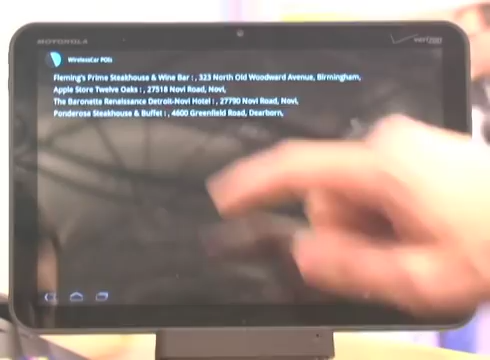 MOTOROLA
verizon
WirelessCar POIs
Fleming's Prime Steakhouse & Wine Bar : , 323 North Old Woodward Avenue, Birmingham,
Apple Store Twelve Oaks : , 27518 Novi Road, Novi,
The Baronette Renaissance Detroit-Novi Hotel : , 27790 Novi Road, Novi,
Ponderosa Steakhouse & Buffet : , 4600 Greenfield Road, Dearborn,